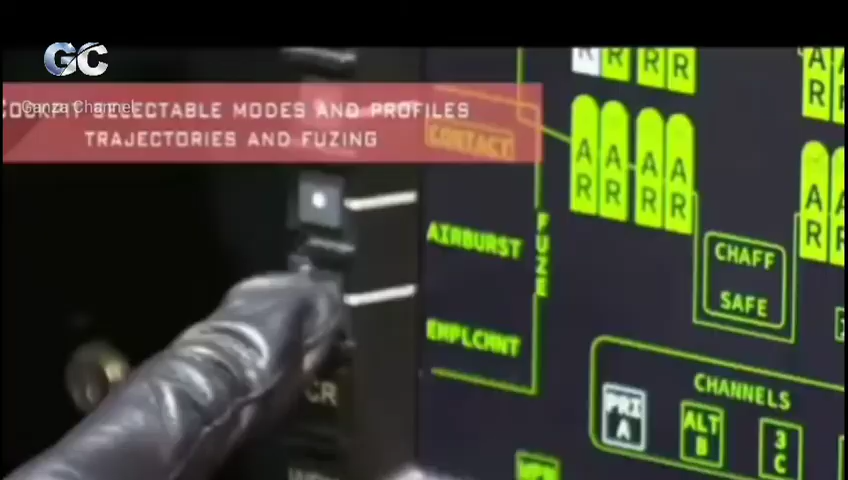 GC
Ganza Channel
COCKPIT SELECTABLE MODES AND PROFILES
TRAJECTORIES AND FUZING
CONTACT
AIRBURST
EMPLCMNT
FUZE
R R R R
A A A A
R R R R
A A
R R
A A
R R
CHAFF
SAFE
CHANNELS
PRI
A
ALT
B
3
C
CR